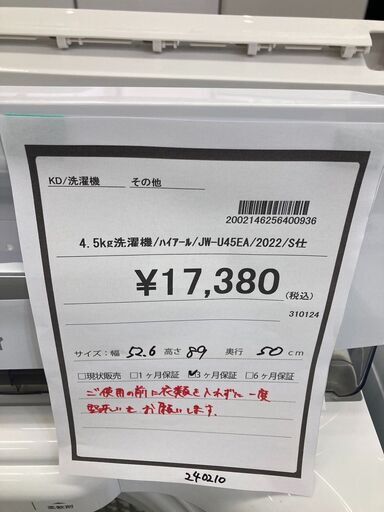 KD/洗濯機 その他
2002146256400936
4.5kg洗濯機/ハイアール/JW-U45EA/2022/S仕
¥17,380(税込)
310124
サイズ:幅 52.6 高さ 89 奥行 50 cm
□現状販売 □1ヶ月保証 ☑3ヶ月保証 □6ヶ月保証
ご使用の前に衣類を入れずに一度
お願いします。
240210
柔軟剤